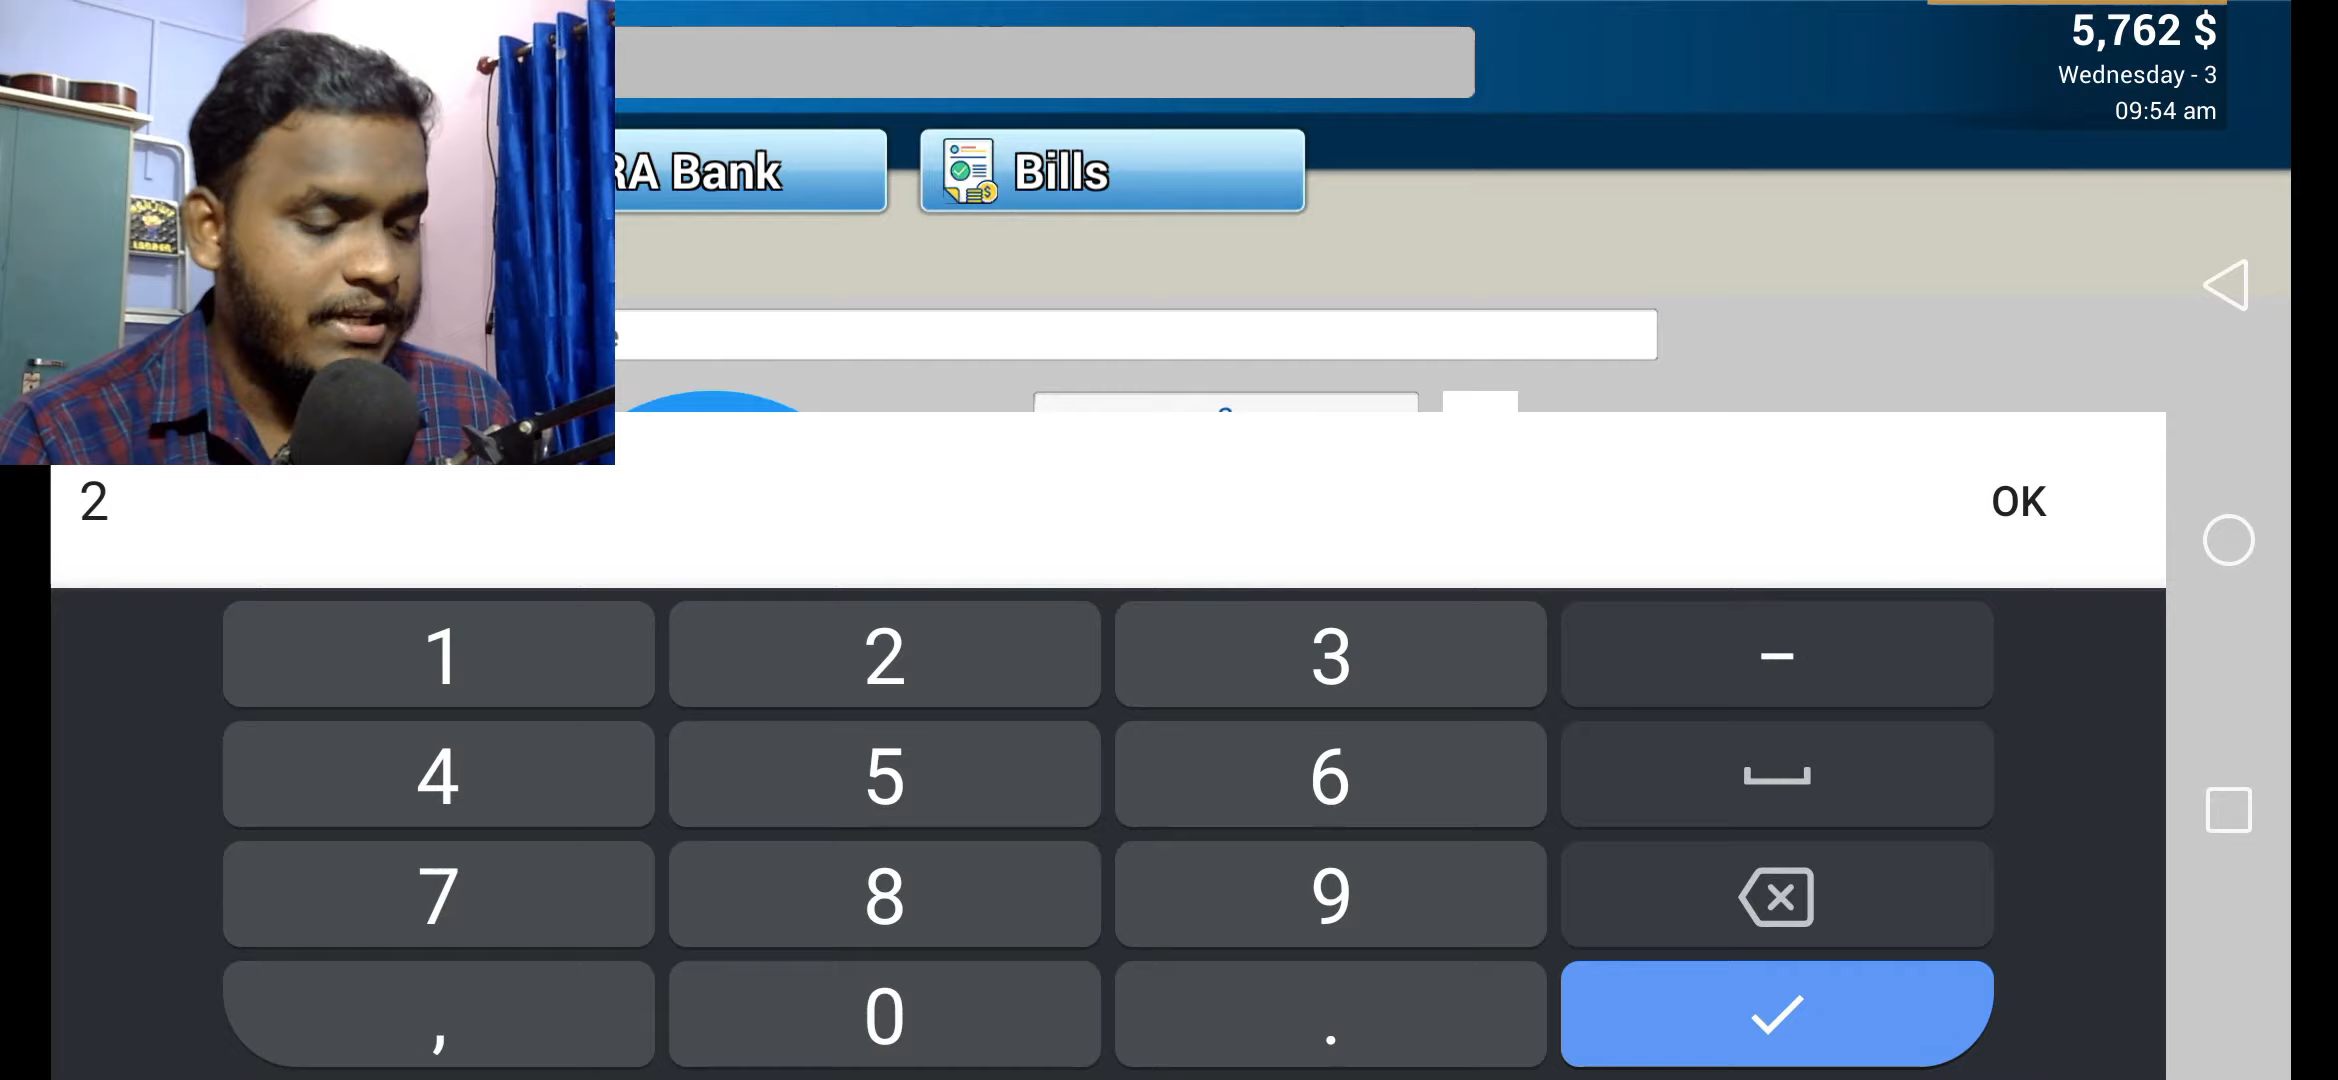 5,762 $
Wednesday - 3
09:54 am
RA Bank
Bills
2
OK
1 2 3 –
4 5 6
7 8 9
, 0 .